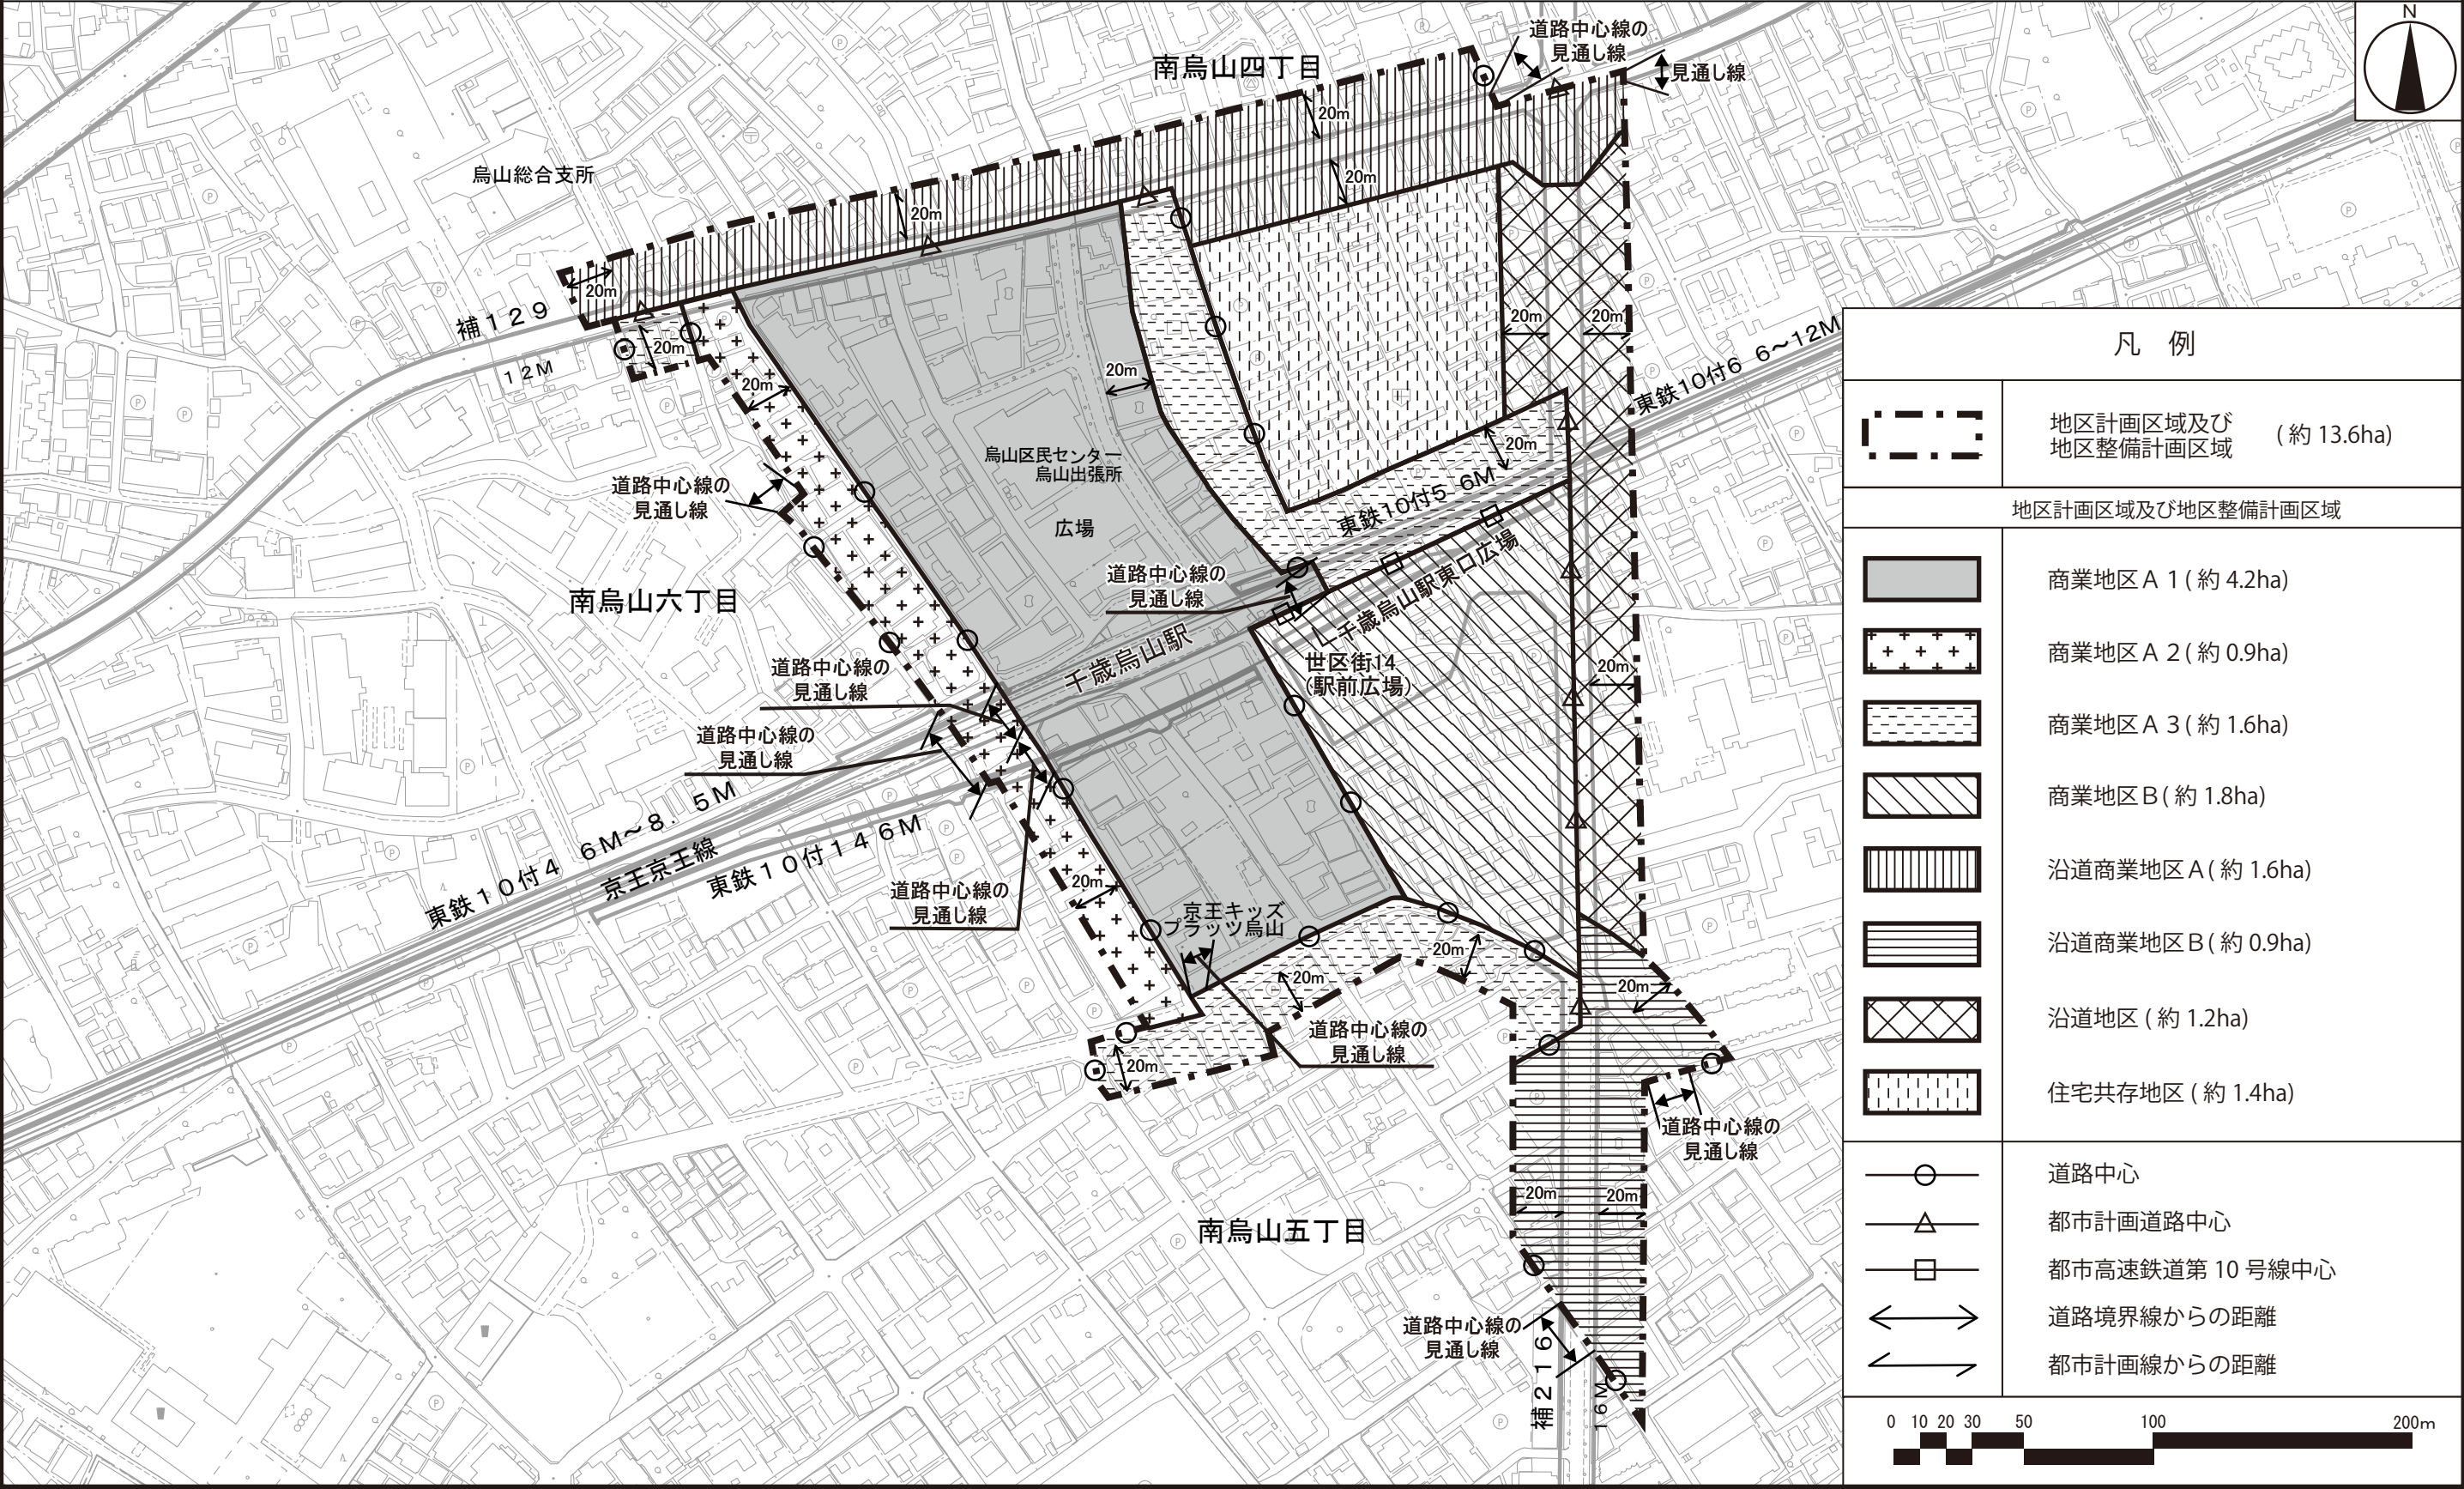 N
道路中心線の
見通し線
見通し線
南烏山四丁目
20m
20m
烏山総合支所
20m
20m
補129
12M
20m
20m
20m
20m
20m
東鉄10付6 6～12M
20m
烏山区民センター
烏山出張所
広場
道路中心線の
見通し線
東鉄10付5 6M
千歳烏山駅東口広場
道路中心線の
見通し線
南烏山六丁目
千歳烏山駅
世区街14
(駅前広場)
20m
道路中心線の
見通し線
道路中心線の
見通し線
東鉄10付4 6M～8.5M
京王京王線
東鉄10付14 6M
道路中心線の
見通し線
20m
京王キッズ
プラッツ烏山
20m
20m
20m
道路中心線の
見通し線
20m
道路中心線の
見通し線
南烏山五丁目
20m
20m
道路中心線の
見通し線
補216
16M
凡 例
地区計画区域及び
地区整備計画区域
(約13.6ha)
地区計画区域及び地区整備計画区域
商業地区A1(約4.2ha)
商業地区A2(約0.9ha)
商業地区A3(約1.6ha)
商業地区B(約1.8ha)
沿道商業地区A(約1.6ha)
沿道商業地区B(約0.9ha)
沿道地区(約1.2ha)
住宅共存地区(約1.4ha)
道路中心
都市計画道路中心
都市高速鉄道第10号線中心
道路境界線からの距離
都市計画線からの距離
0 10 20 30 50 100 200m